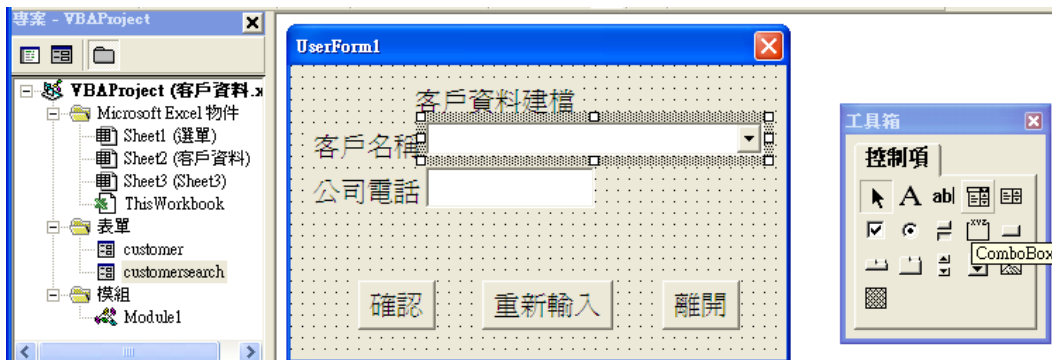 專案 - VBAProject
VBAProject (客戶資料.x
Microsoft Excel 物件
Sheet1 (選單)
Sheet2 (客戶資料)
Sheet3 (Sheet3)
ThisWorkbook
表單
customer
customersearch
模組
Module1
UserForm1
客戶資料建檔
客戶名稱
公司電話
確認
重新輸入
離開
工具箱
控制項
A
ab|
xyz
ComboBox